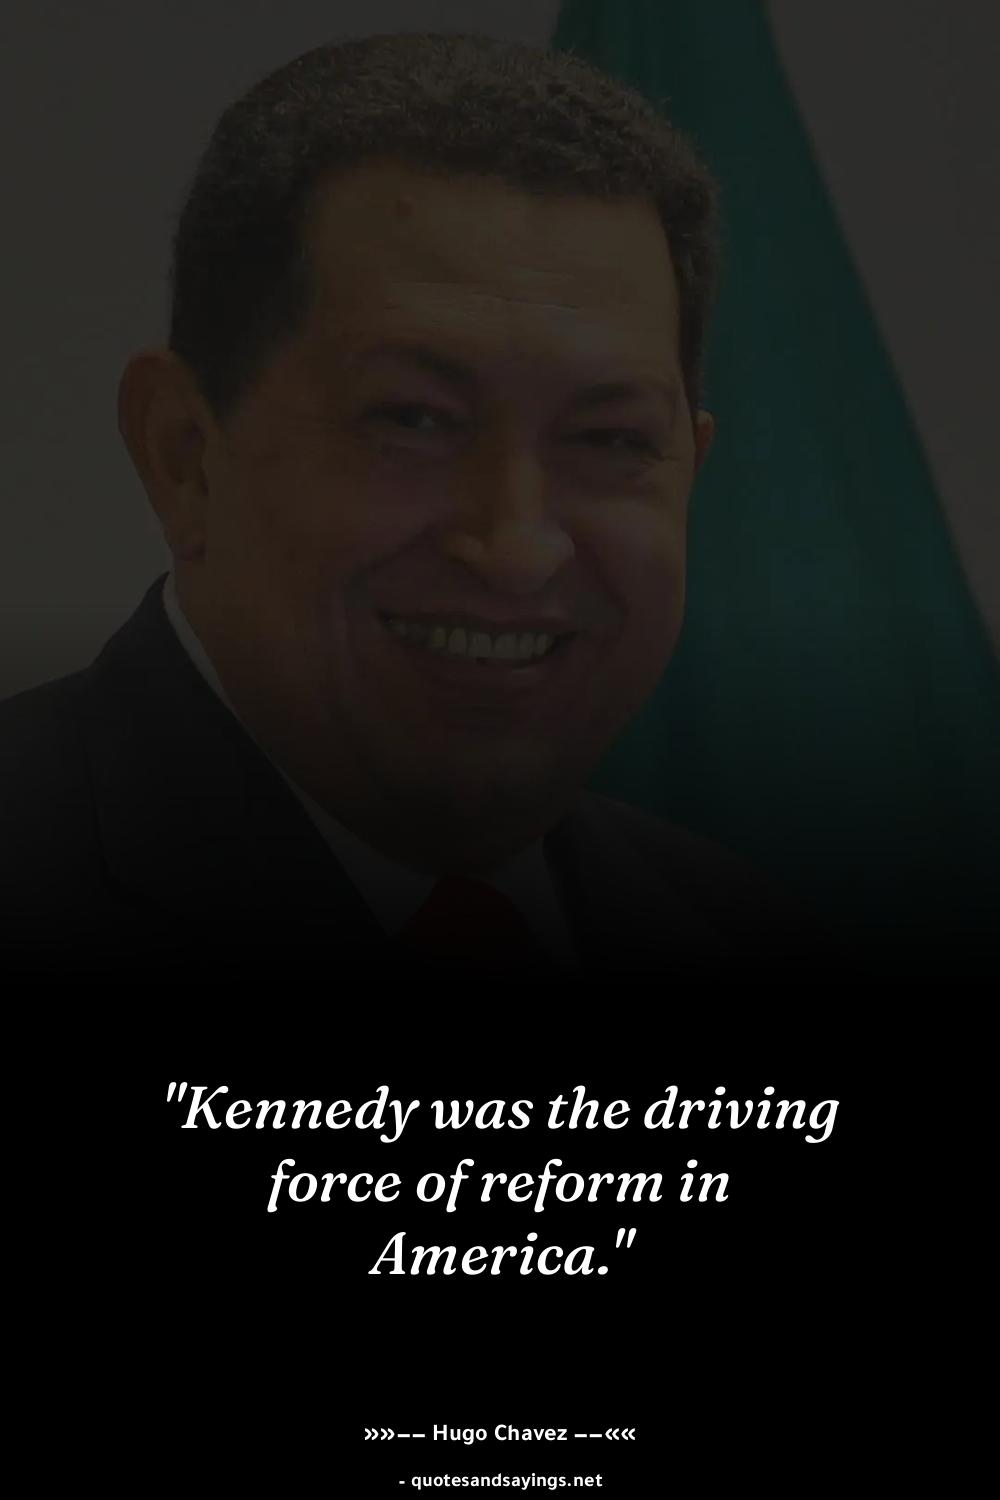 "Kennedy was the driving
force of reform in
America."
»»−− Hugo Chavez −−««
- quotesandsayings.net